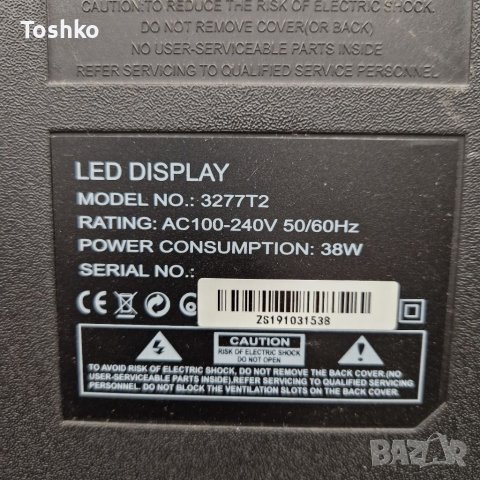 Toshko
CAUTION:TO REDUCE THE RISK OF ELECTRIC SHOCK.
DO NOT REMOVE COVER(OR BACK)
NO USER-SERVICEABLE PARTS INSIDE
REFER SERVICING TO QUALIFIED SERVICE PERSONNEL
LED DISPLAY
MODEL NO.: 3277T2
RATING: AC100-240V 50/60Hz
POWER CONSUMPTION: 38W
SERIAL NO.:
ZS191031538
CAUTION
RISK OF ELECTRIC SHOCK
DO NOT OPEN
TO AVOID RISK OF ELECTRIC SHOCK, DO NOT REMOVE THE BACK COVER.(NO
USER-SERVICEABLE PARTS INSIDE).REFER SERVICING TO QUALIFIED
PERSONNEL. DO NOT BLOCK THE VENTILATION SLOTS ON THE BACK COVER.
BAZAR